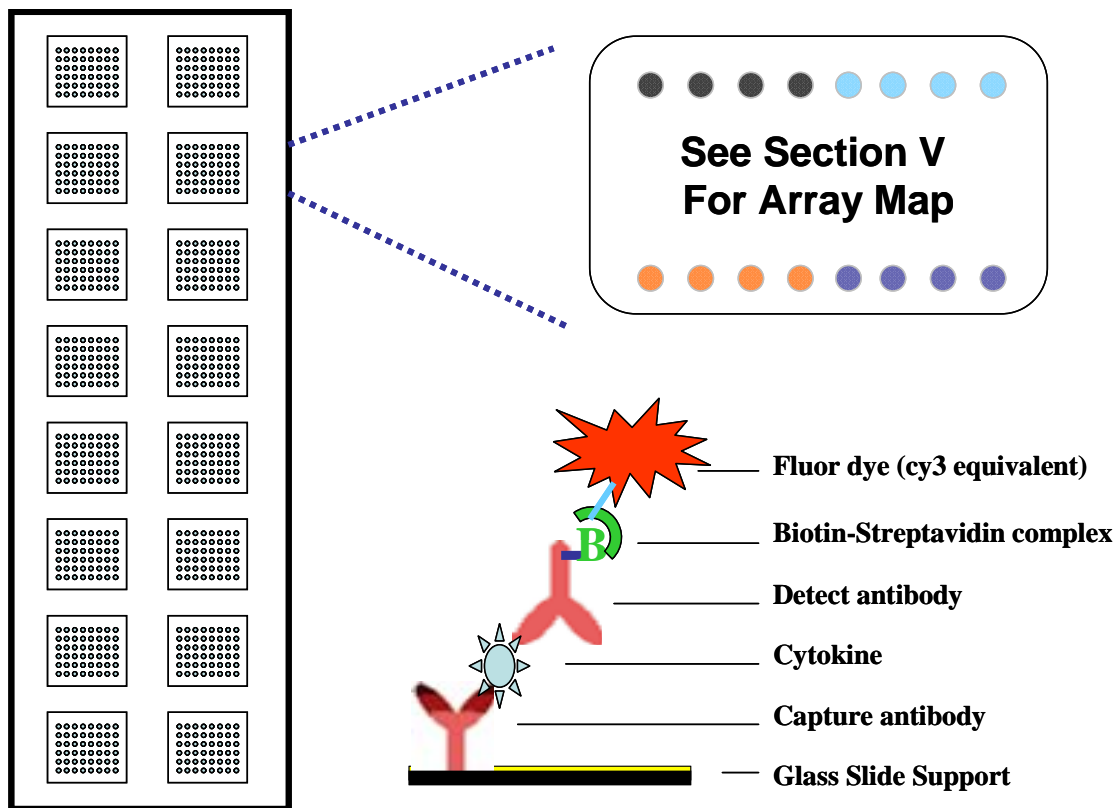 See Section V
For Array Map
Fluor dye (cy3 equivalent)
B
Biotin-Streptavidin complex
Detect antibody
Cytokine
Capture antibody
Glass Slide Support